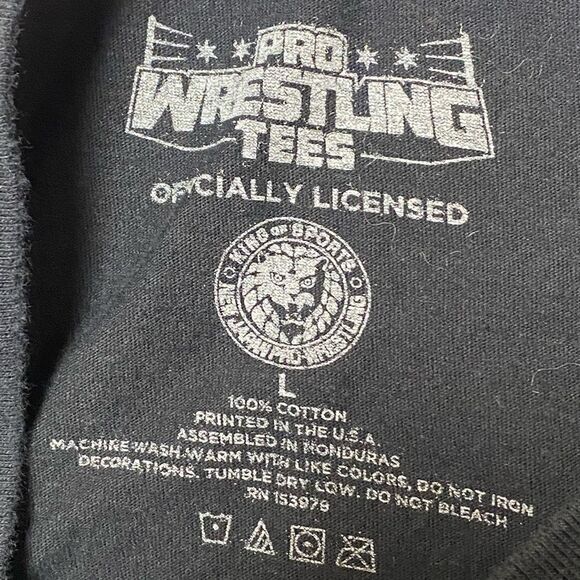 PRO
WRESTLING
TEES
OFFICIALLY LICENSED
KING OF SPORTS
NEW JAPAN PRO-WRESTLING
L
100% COTTON
PRINTED IN THE U.S.A.
ASSEMBLED IN HONDURAS
MACHINE WASH WARM WITH LIKE COLORS, DO NOT IRON
DECORATIONS. TUMBLE DRY LOW. DO NOT BLEACH
RN 153978